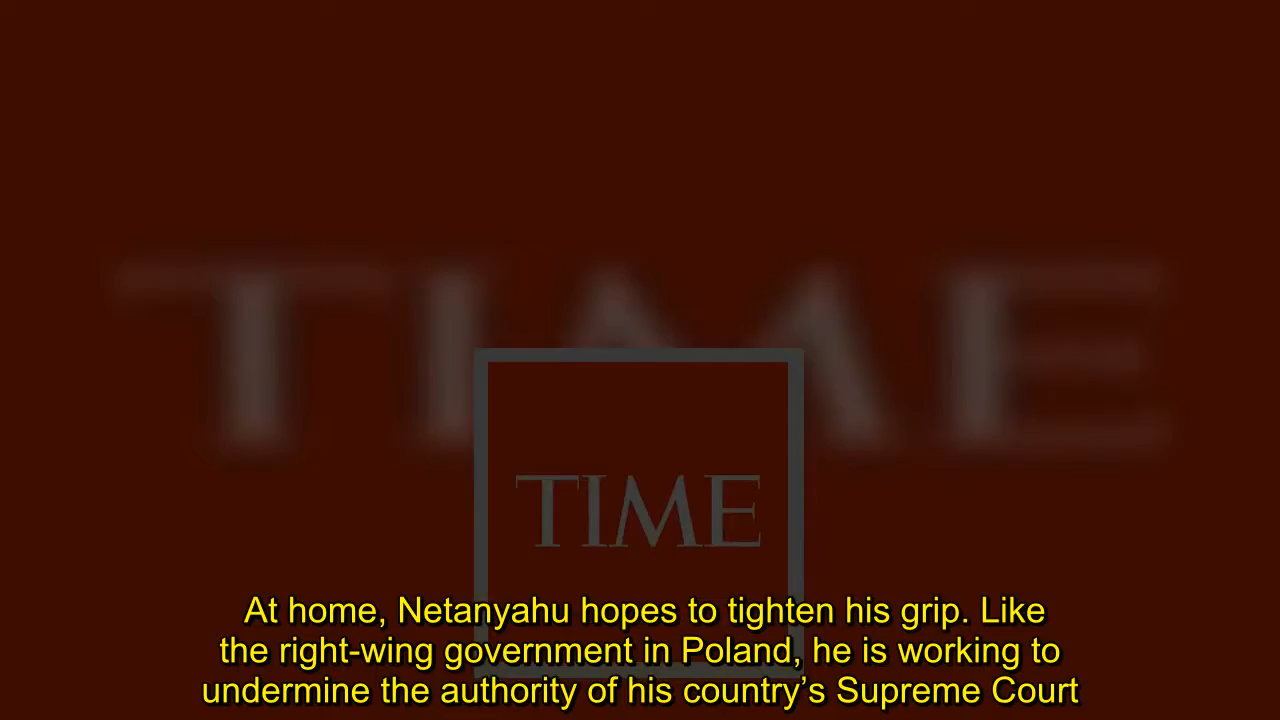 TIME
TIME
At home, Netanyahu hopes to tighten his grip. Like
the right-wing government in Poland, he is working to
undermine the authority of his country’s Supreme Court